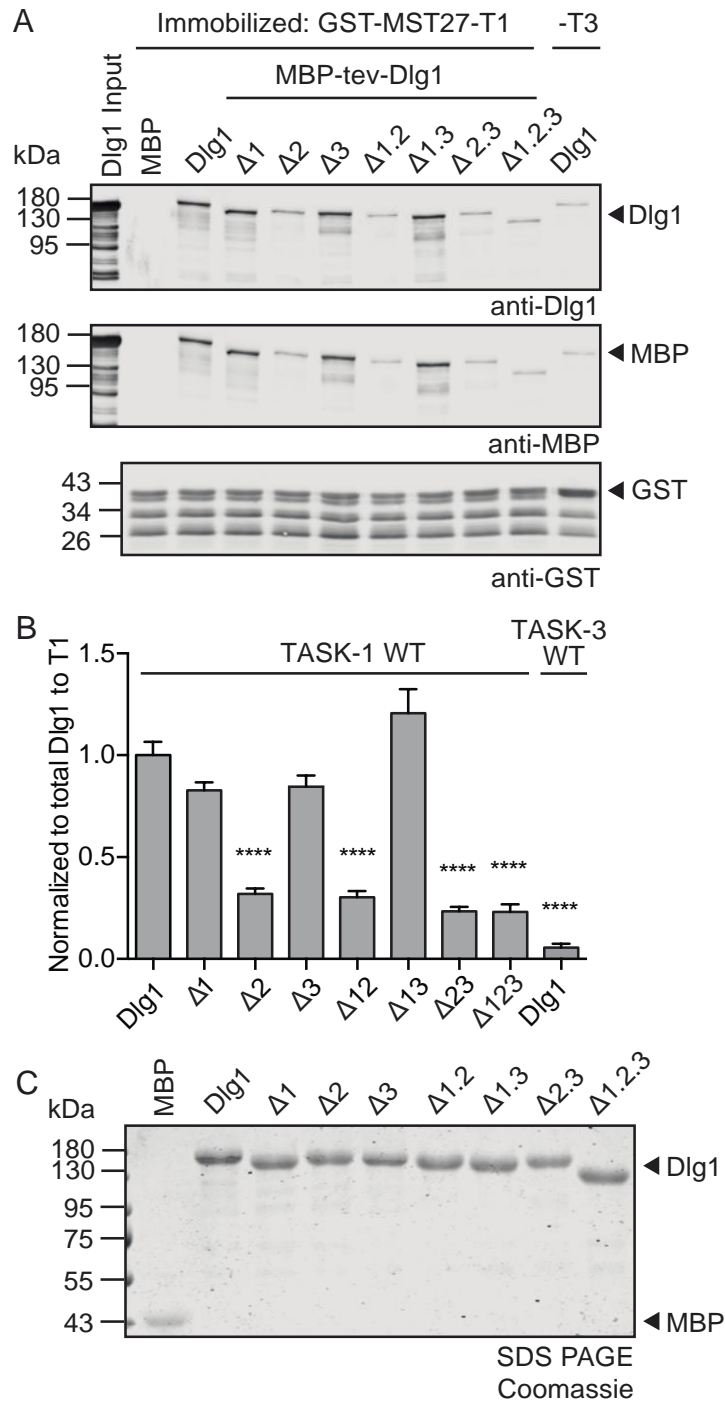 A
Immobilized: GST-MST27-T1
-T3
MBP-tev-Dlg1
kDa
Dlg1 Input
MBP
Dlg1
Δ1
Δ2
Δ3
Δ1.2
Δ1.3
Δ2.3
Δ1.2.3
Dlg1
180
130
95
Dlg1
anti-Dlg1
180
130
95
MBP
anti-MBP
43
34
26
GST
anti-GST
B
TASK-1 WT
TASK-3
WT
Normalized to total Dlg1 to T1
1.5
1.0
0.5
0.0
****
****
****
****
****
Dlg1
Δ1
Δ2
Δ3
Δ12
Δ13
Δ23
Δ123
Dlg1
C
kDa
MBP
Dlg1
Δ1
Δ2
Δ3
Δ1.2
Δ1.3
Δ2.3
Δ1.2.3
180
130
95
75
55
43
Dlg1
MBP
SDS PAGE
Coomassie